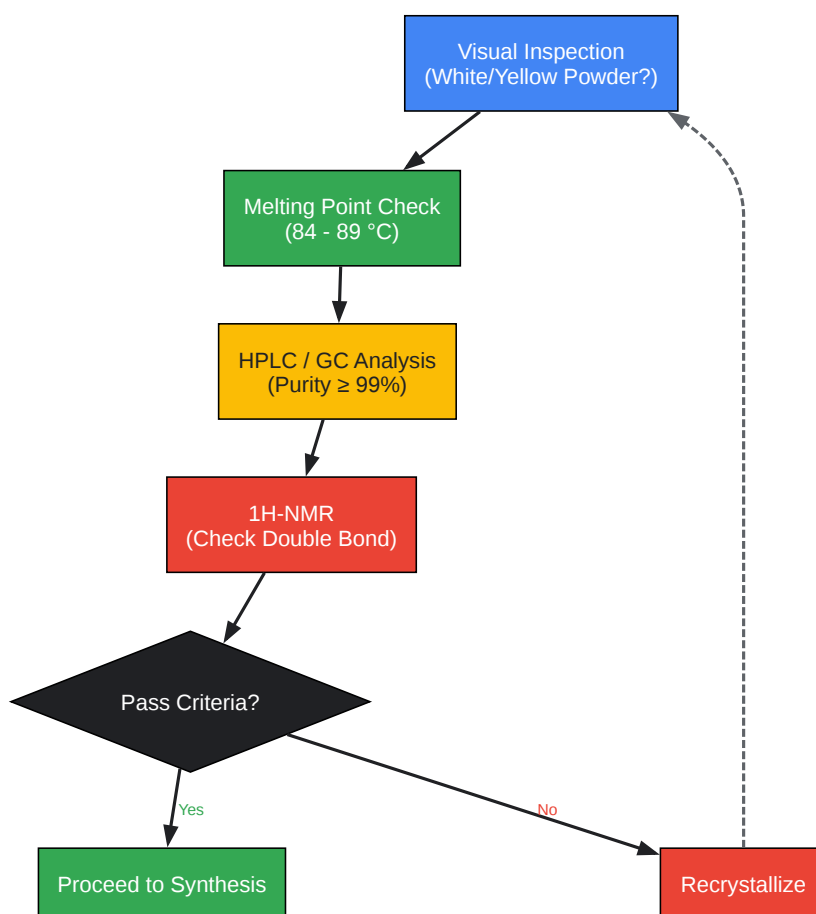 Visual Inspection
(White/Yellow Powder?)
Melting Point Check
(84 - 89 °C)
HPLC / GC Analysis
(Purity ≥ 99%)
1H-NMR
(Check Double Bond)
Pass Criteria?
Yes
No
Proceed to Synthesis
Recrystallize